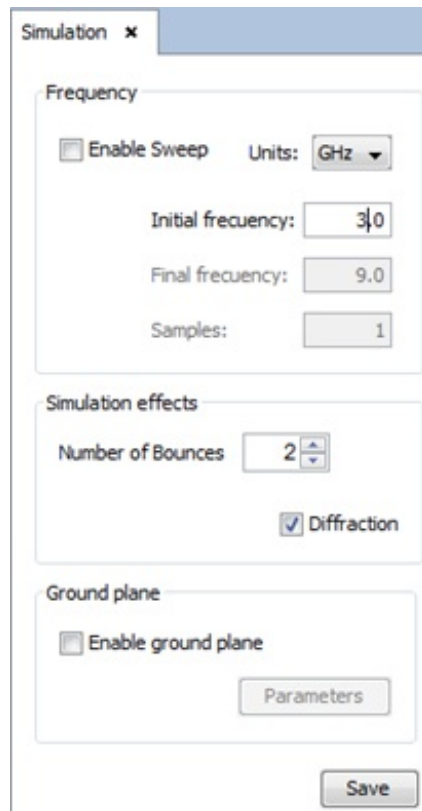 Simulation ×
Frequency
Enable Sweep Units: GHz
Initial frecuency: 3.0
Final frecuency: 9.0
Samples: 1
Simulation effects
Number of Bounces 2
Diffraction
Ground plane
Enable ground plane
Parameters
Save